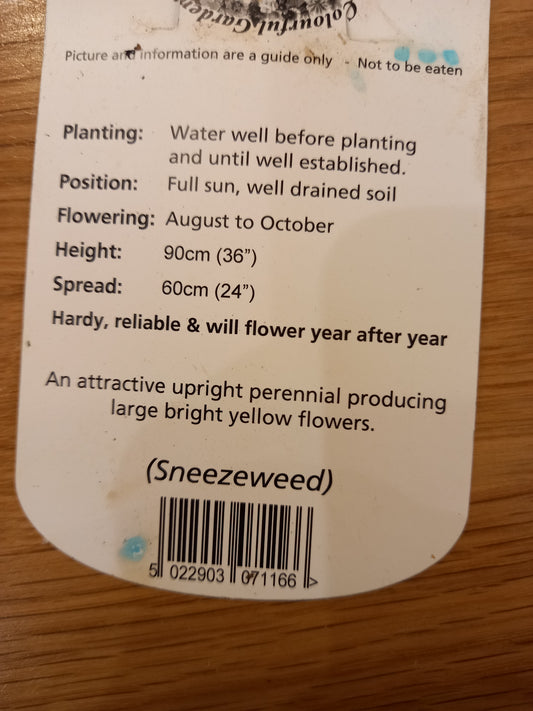 Colourful Gardens
Picture and information are a guide only - Not to be eaten
Planting: Water well before planting
and until well established.
Position: Full sun, well drained soil
Flowering: August to October
Height: 90cm (36”)
Spread: 60cm (24”)
Hardy, reliable & will flower year after year
An attractive upright perennial producing
large bright yellow flowers.
(Sneezeweed)
5 022903 071166 >